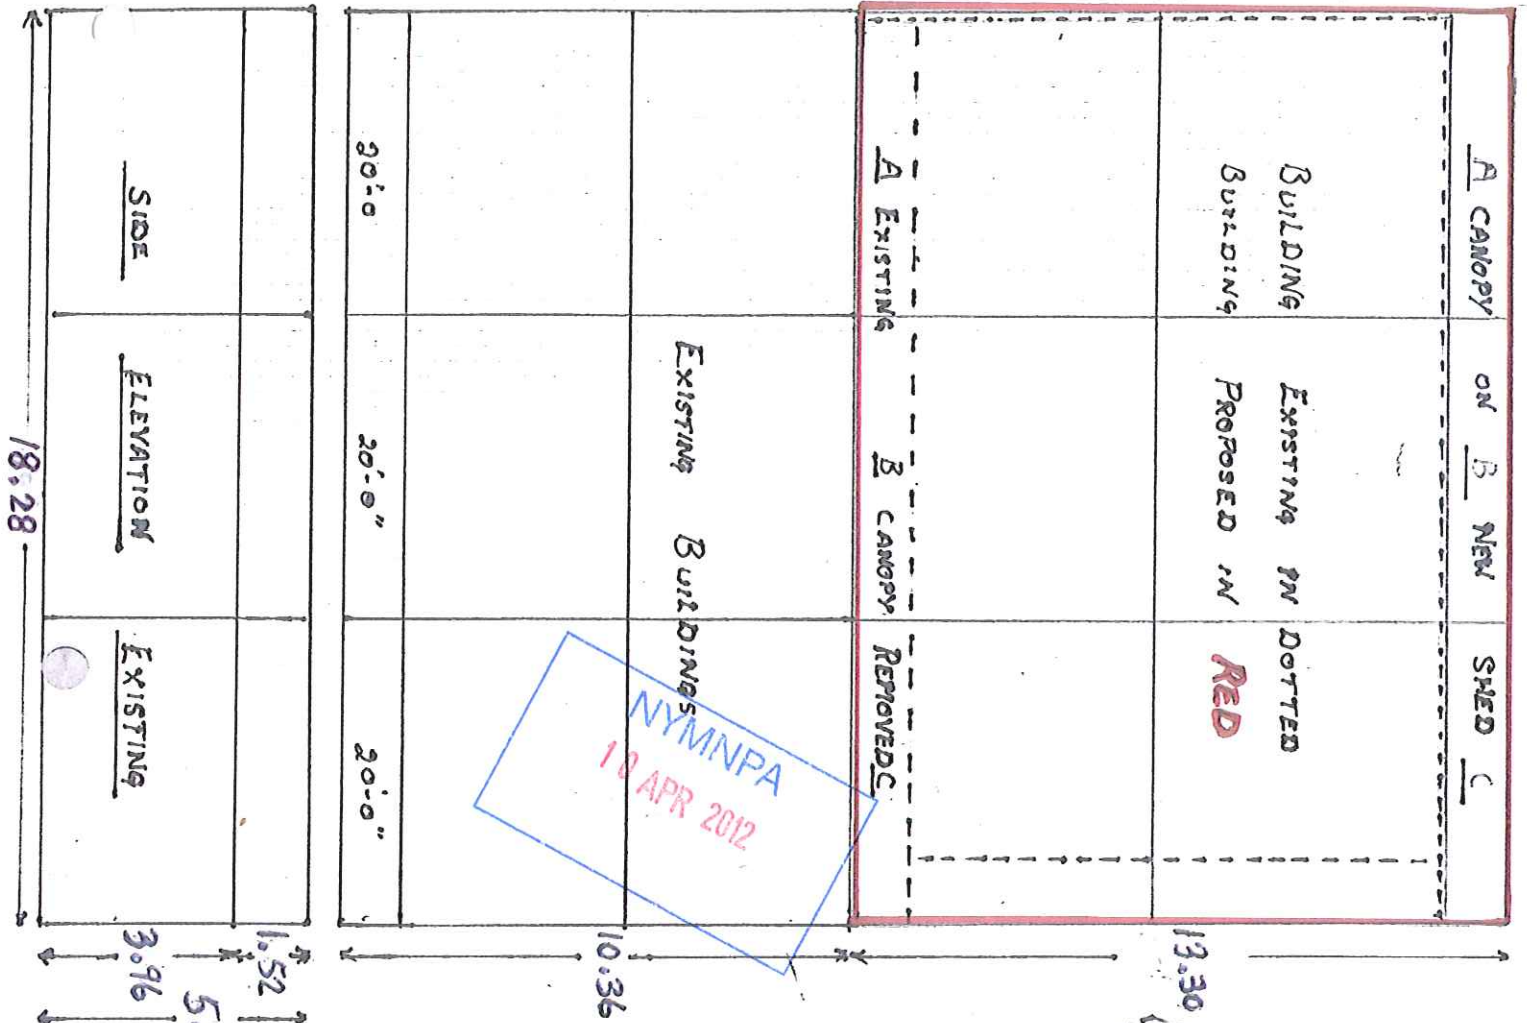 A CANOPY ON B NEW SHED C
BUILDING EXISTING IN DOTTED
BUILDING PROPOSED IN RED
A EXISTING B CANOPY REMOVED C
13.30
EXISTING BUILDINGS
10.36
NYMNPA
10 APR 2012
20'-0
20'-0"
20'-0"
1.52
3.96
SIDE ELEVATION EXISTING
18.28